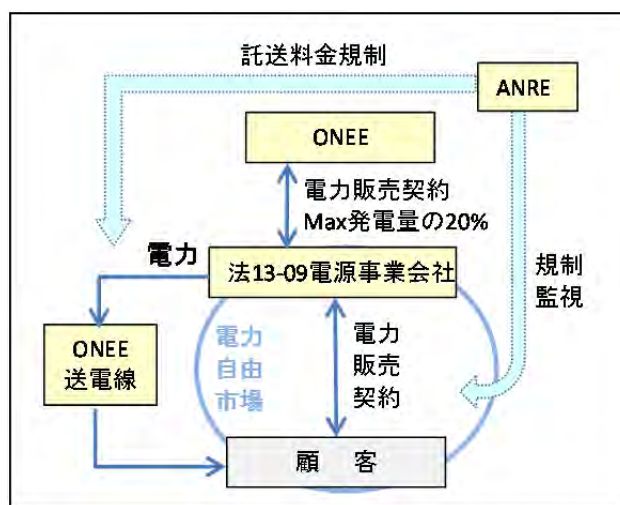 託送料金規制
ANRE
ONEE
電力販売契約
Max発電量の20%
電力
法13-09電源事業会社
規制
監視
ONEE
送電線
電力
自由
市場
電力
販売
契約
顧 客